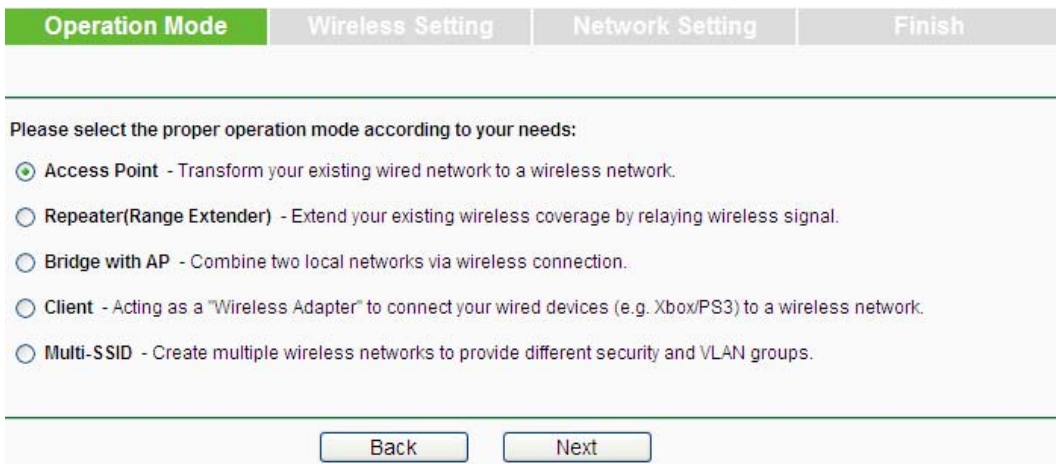 Operation Mode Wireless Setting Network Setting Finish
Please select the proper operation mode according to your needs:
Access Point - Transform your existing wired network to a wireless network.
Repeater(Range Extender) - Extend your existing wireless coverage by relaying wireless signal.
Bridge with AP - Combine two local networks via wireless connection.
Client - Acting as a "Wireless Adapter" to connect your wired devices (e.g. Xbox/PS3) to a wireless network.
Multi-SSID - Create multiple wireless networks to provide different security and VLAN groups.
Back Next